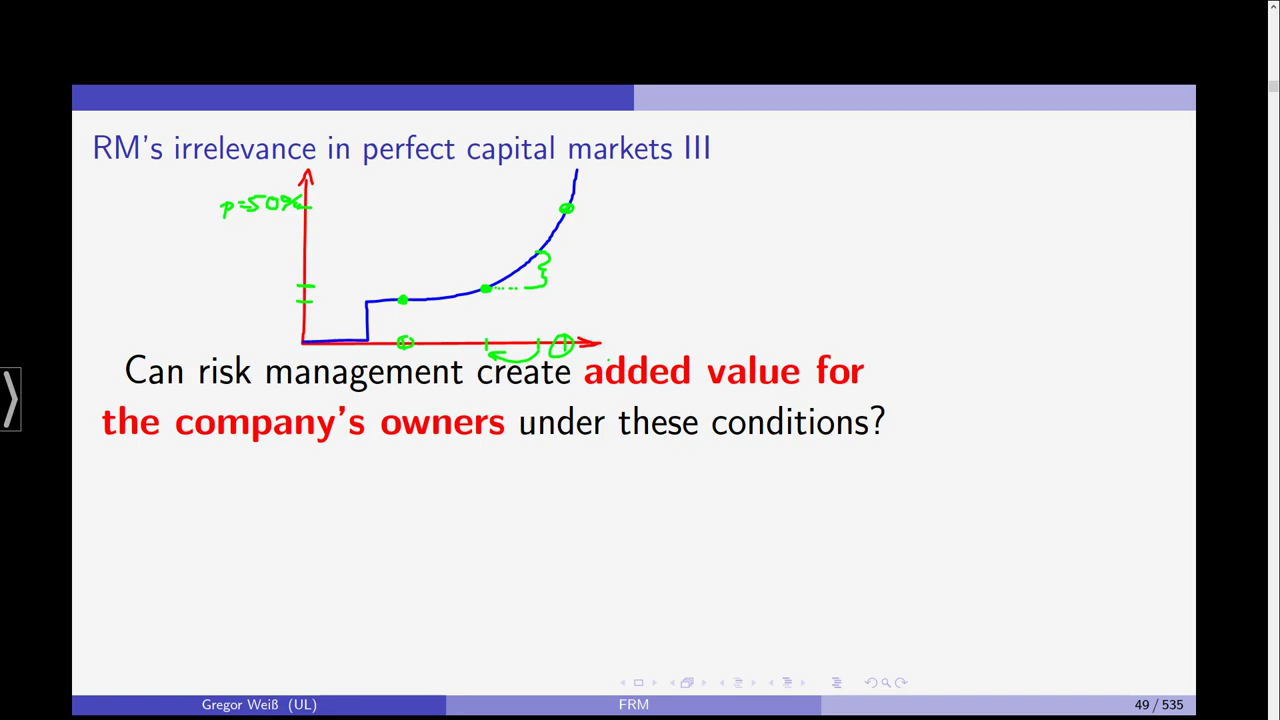 RM's irrelevance in perfect capital markets III
p=50%
Can risk management create added value for
the company's owners under these conditions?
Gregor Weiß (UL) FRM 49 / 535